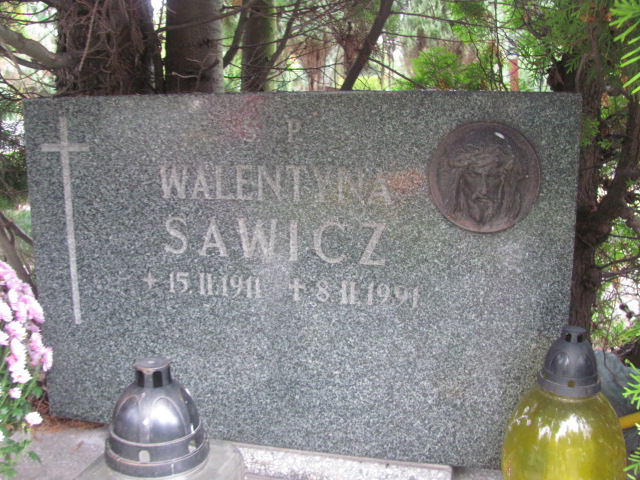 S P
WALENTYNA
SAWICZ
+ 15 II 1911 + 8 II 1991